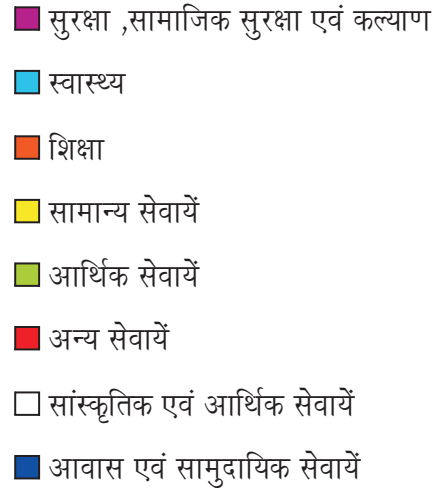 सुरक्षा ,सामाजिक सुरक्षा एवं कल्याण
स्वास्थ्य
शिक्षा
सामान्य सेवायें
आर्थिक सेवायें
अन्य सेवायें
सांस्कृतिक एवं आर्थिक सेवायें
आवास एवं सामुदायिक सेवायें